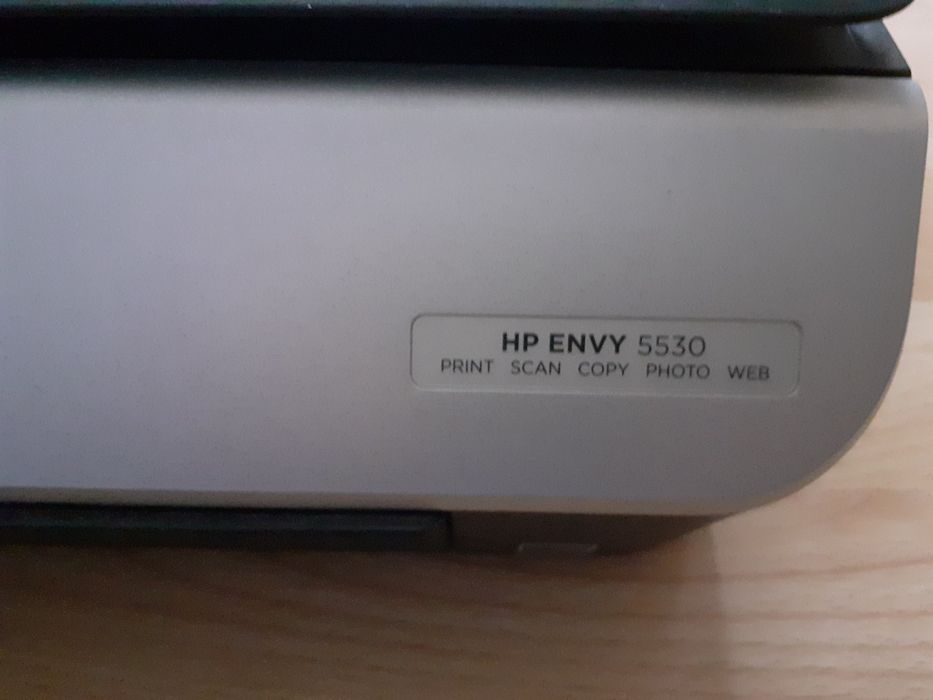 HP ENVY 5530
PRINT SCAN COPY PHOTO WEB